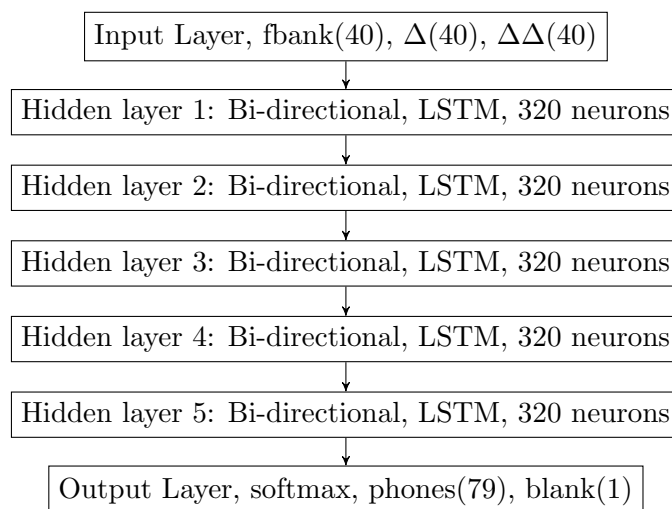 Input Layer, fbank(40), Δ(40), ΔΔ(40)
Hidden layer 1: Bi-directional, LSTM, 320 neurons
Hidden layer 2: Bi-directional, LSTM, 320 neurons
Hidden layer 3: Bi-directional, LSTM, 320 neurons
Hidden layer 4: Bi-directional, LSTM, 320 neurons
Hidden layer 5: Bi-directional, LSTM, 320 neurons
Output Layer, softmax, phones(79), blank(1)